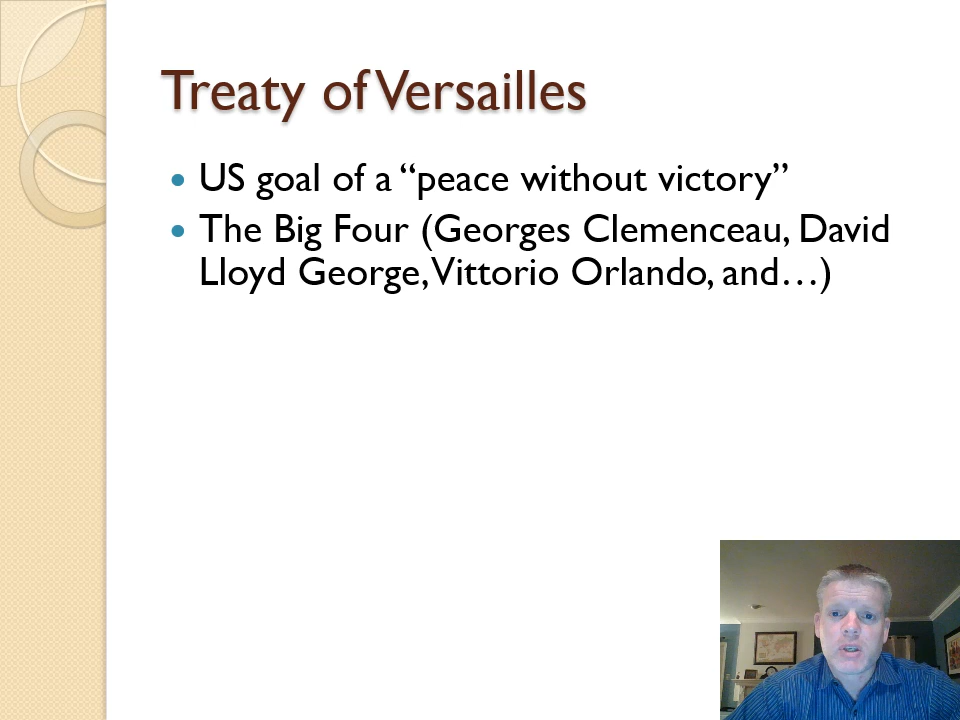 Treaty of Versailles
US goal of a “peace without victory”
The Big Four (Georges Clemenceau, David
Lloyd George, Vittorio Orlando, and…)